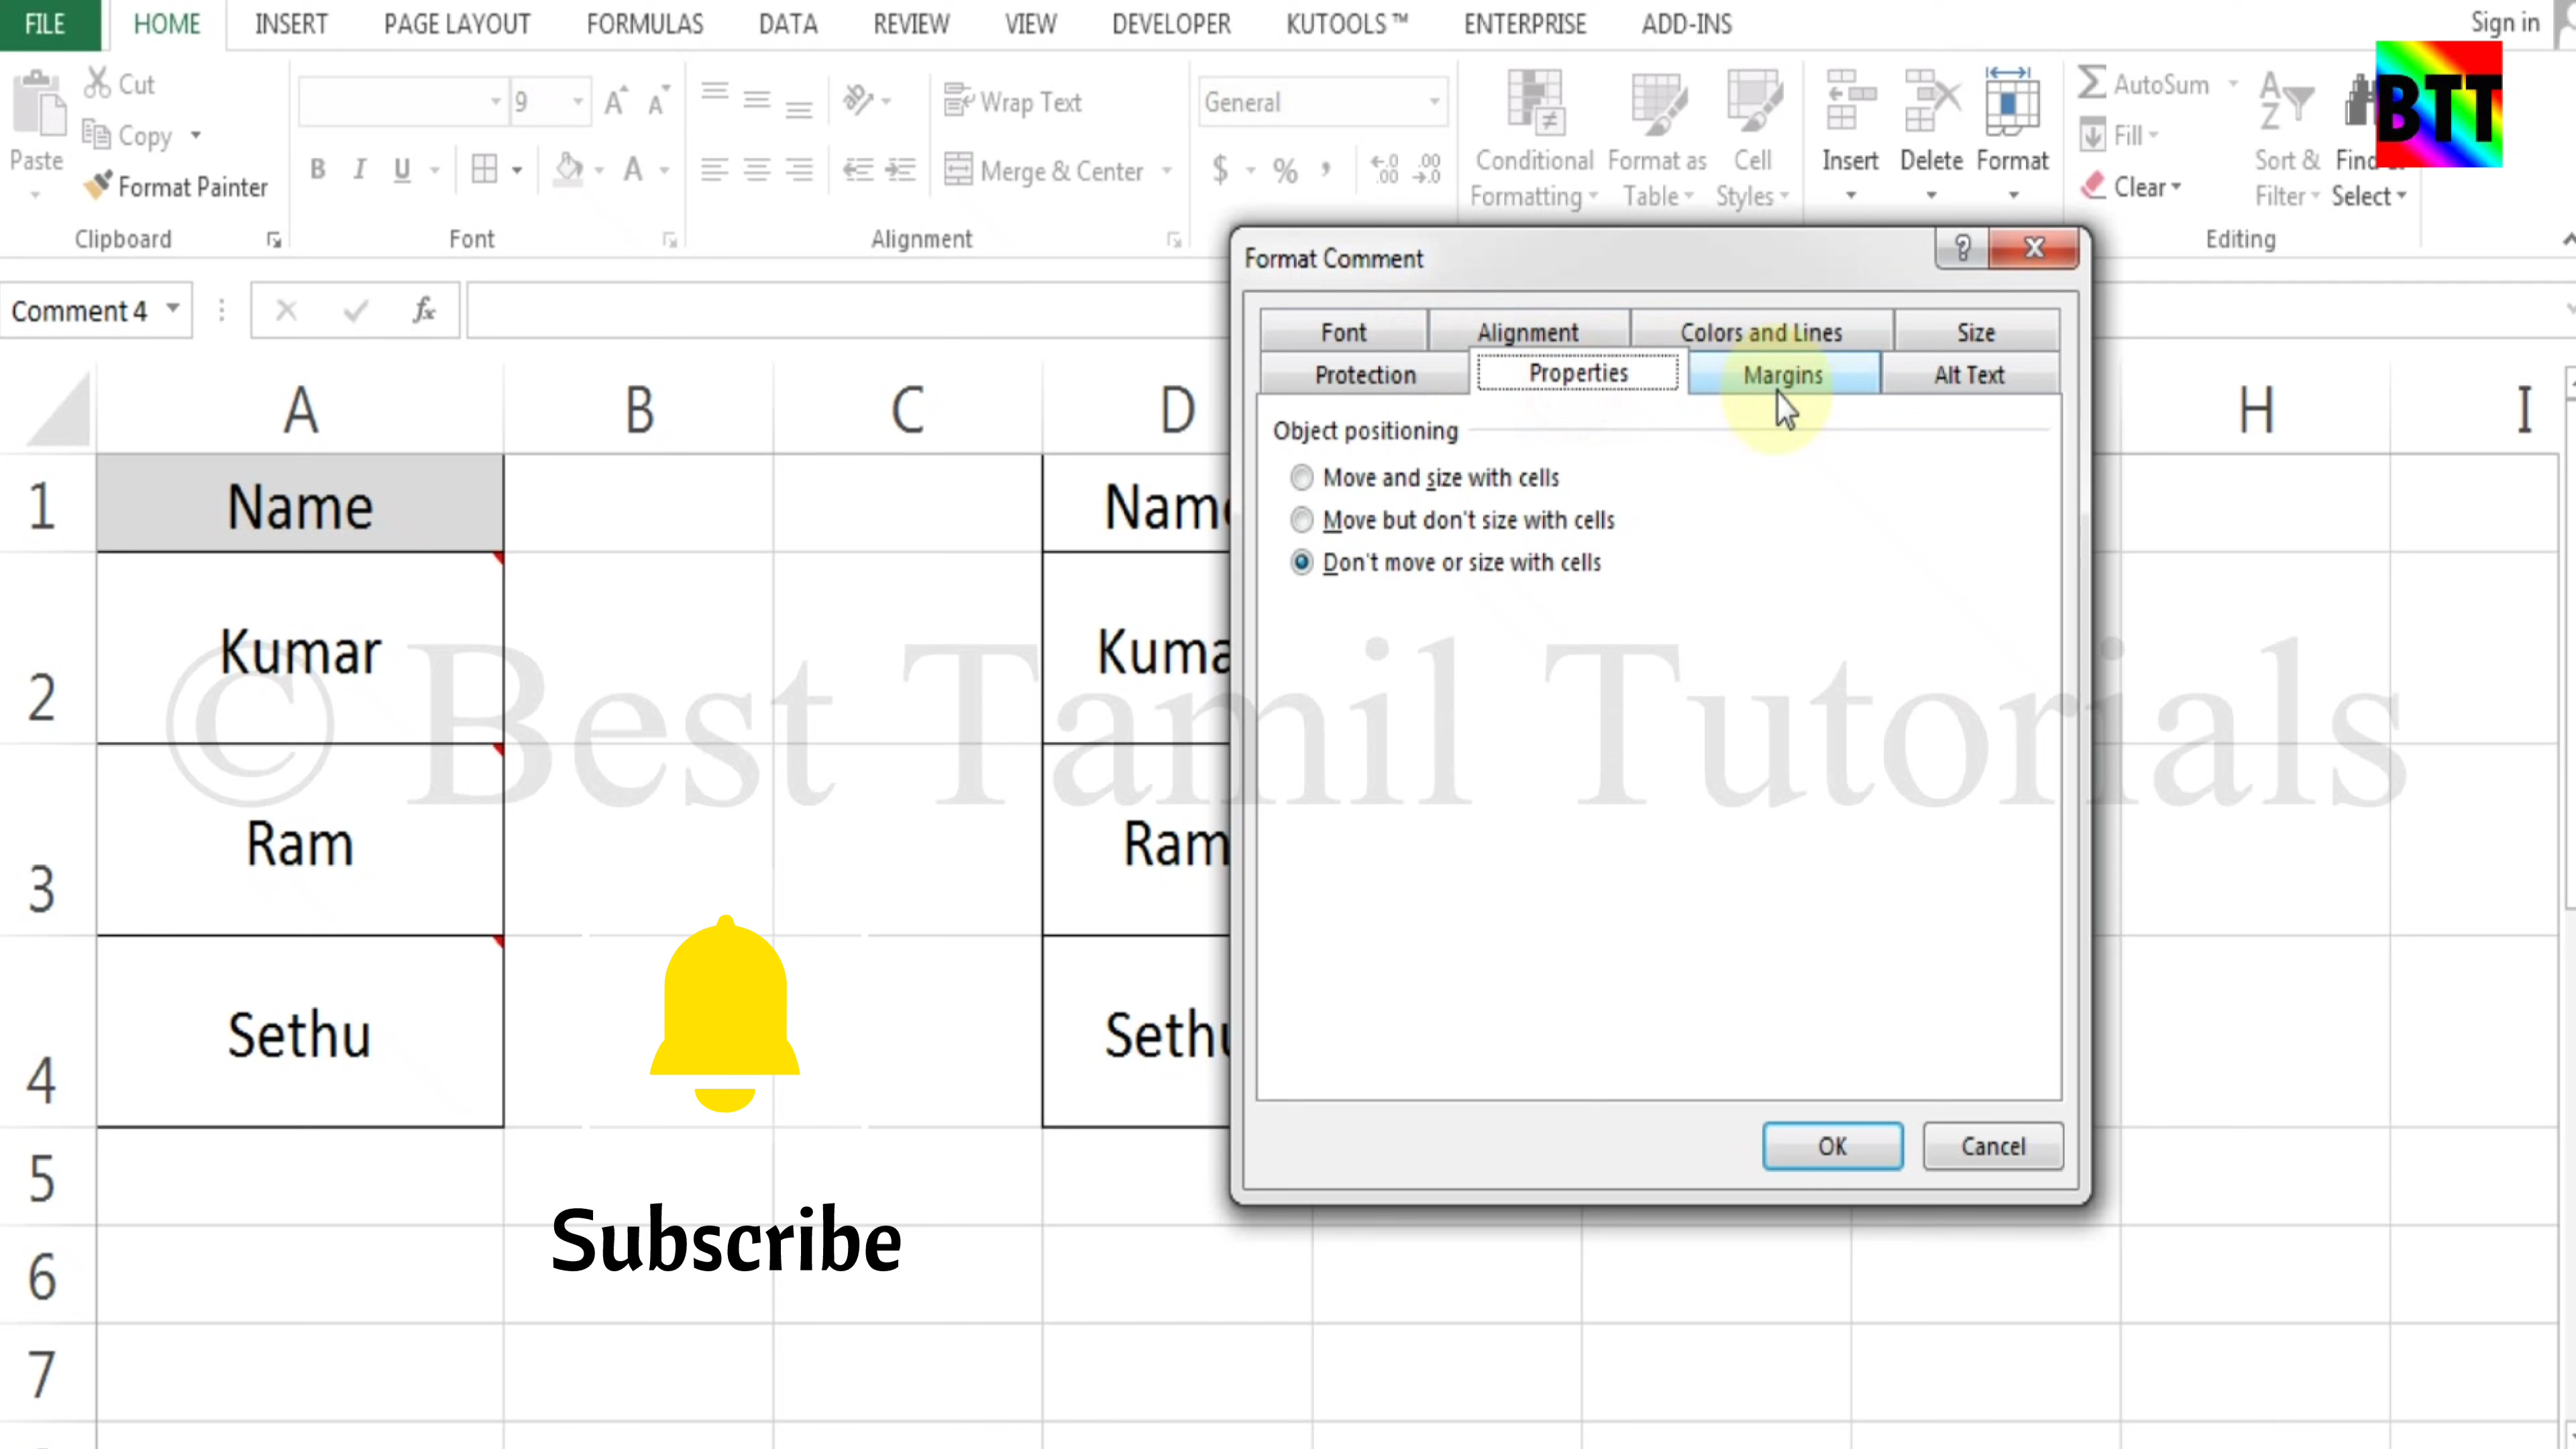 FILE HOME INSERT PAGE LAYOUT FORMULAS DATA REVIEW VIEW DEVELOPER KUTOOLS ™ ENTERPRISE ADD-INS Sign in
BTT
Paste
Cut
Copy
Format Painter
Clipboard
9
B I U
Font
Wrap Text
Merge & Center
Alignment
General
$ % ,
Conditional Formatting
Format as Table
Cell Styles
Insert
Delete
Format
AutoSum
Fill
Clear
Sort & Filter
Select
Editing
Comment 4
fx
Format Comment
Font Alignment Colors and Lines Size
Protection Properties Margins Alt Text
Object positioning
Move and size with cells
Move but don't size with cells
Don't move or size with cells
OK Cancel
A B C D H I
1 Name
2 Kumar
3 Ram Ram
4 Sethu
5
6
7
© Best Tamil Tutorials
Subscribe